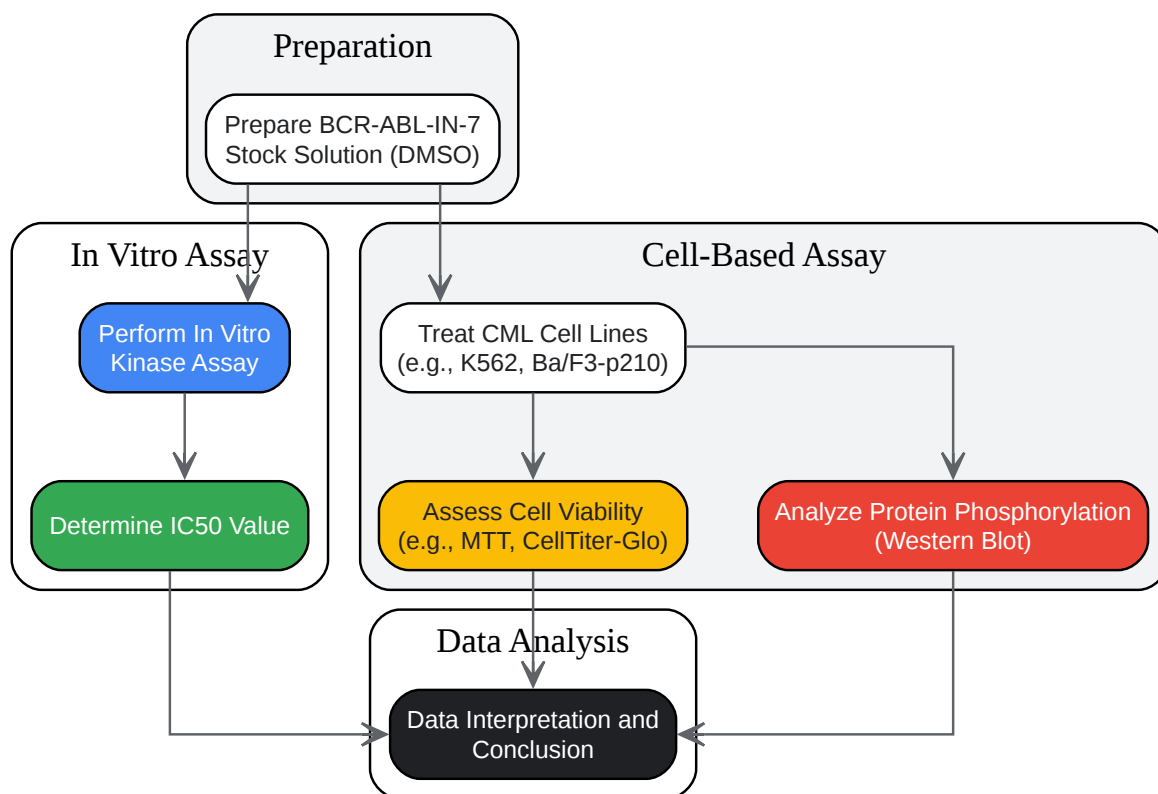 Preparation
Prepare BCR-ABL-IN-7
Stock Solution (DMSO)
In Vitro Assay
Perform In Vitro
Kinase Assay
Determine IC50 Value
Cell-Based Assay
Treat CML Cell Lines
(e.g., K562, Ba/F3-p210)
Assess Cell Viability
(e.g., MTT, CellTiter-Glo)
Analyze Protein Phosphorylation
(Western Blot)
Data Analysis
Data Interpretation and
Conclusion